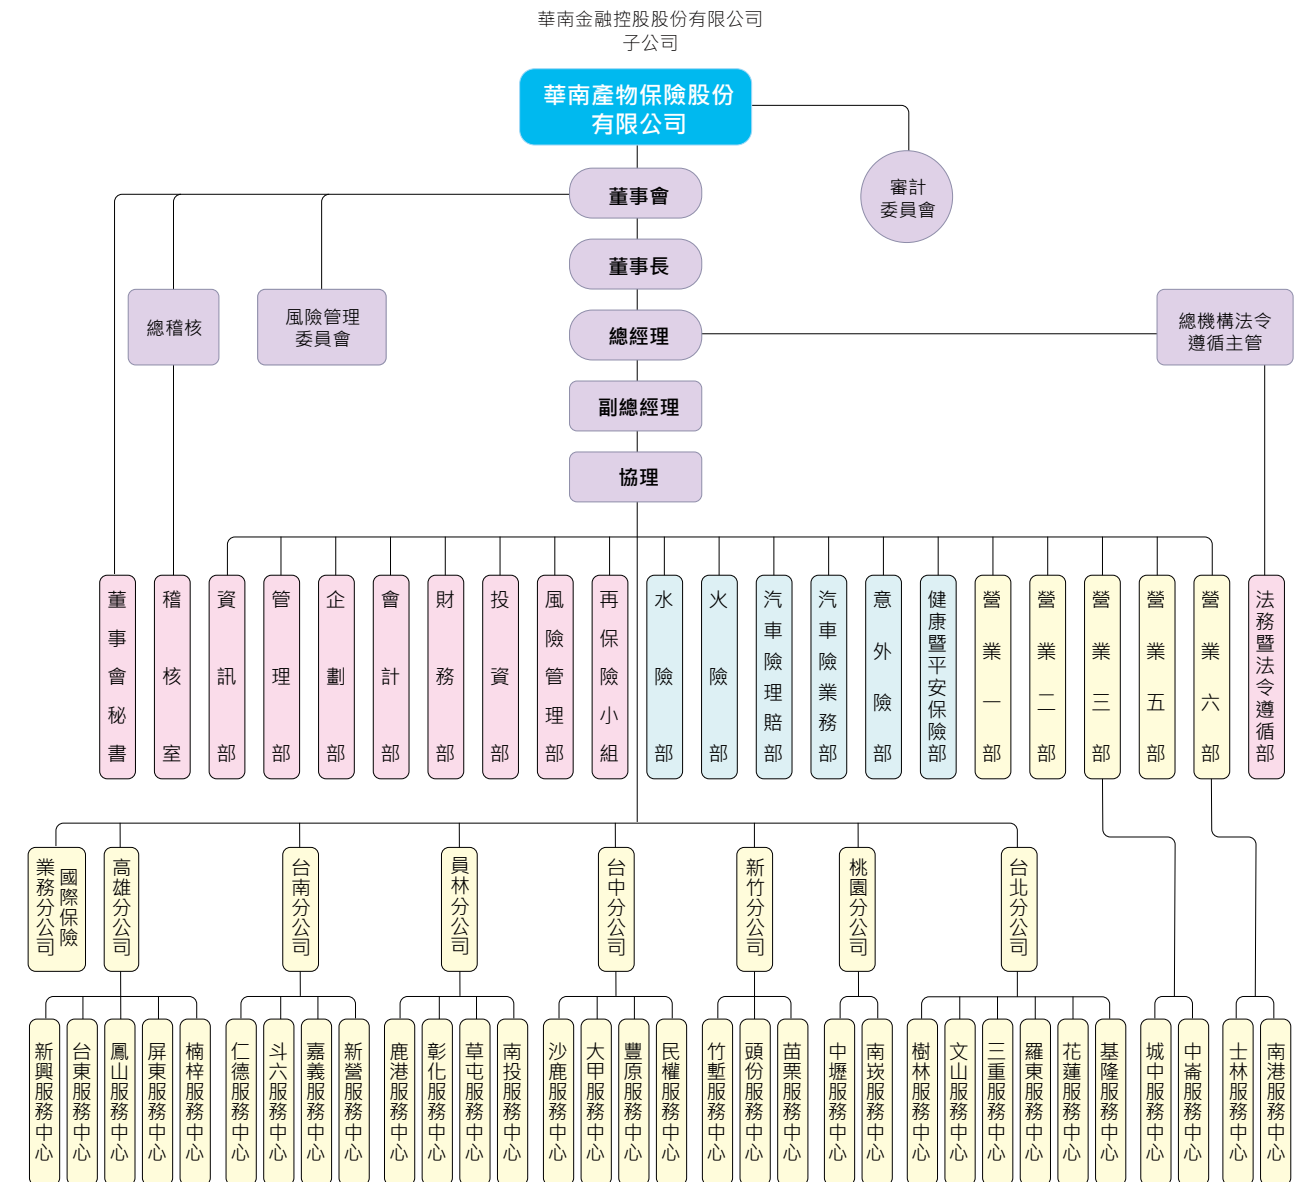 華南金融控股股份有限公司
子公司
華南產物保險股份
有限公司
審計
委員會
董事會
董事長
總稽核
風險管理
委員會
總經理
總機構法令
遵循主管
副總經理
協理
董事會秘書
稽核室
資訊部
管理部
企劃部
會計部
財務部
投資部
風險管理部
再保險小組
水險部
火險部
汽車險理賠部
汽車險業務部
意外險部
健康暨平安保險部
營業一部
營業二部
營業三部
營業五部
營業六部
法務暨法令遵循部
國際保險
業務分公司
高雄分公司
台南分公司
員林分公司
台中分公司
新竹分公司
桃園分公司
台北分公司
新興服務中心
台東服務中心
鳳山服務中心
屏東服務中心
楠梓服務中心
仁德服務中心
斗六服務中心
嘉義服務中心
新營服務中心
鹿港服務中心
彰化服務中心
草屯服務中心
南投服務中心
沙鹿服務中心
大甲服務中心
豐原服務中心
民權服務中心
竹塹服務中心
頭份服務中心
苗栗服務中心
中壢服務中心
南崁服務中心
樹林服務中心
文山服務中心
三重服務中心
羅東服務中心
花蓮服務中心
基隆服務中心
城中服務中心
中崙服務中心
士林服務中心
南港服務中心